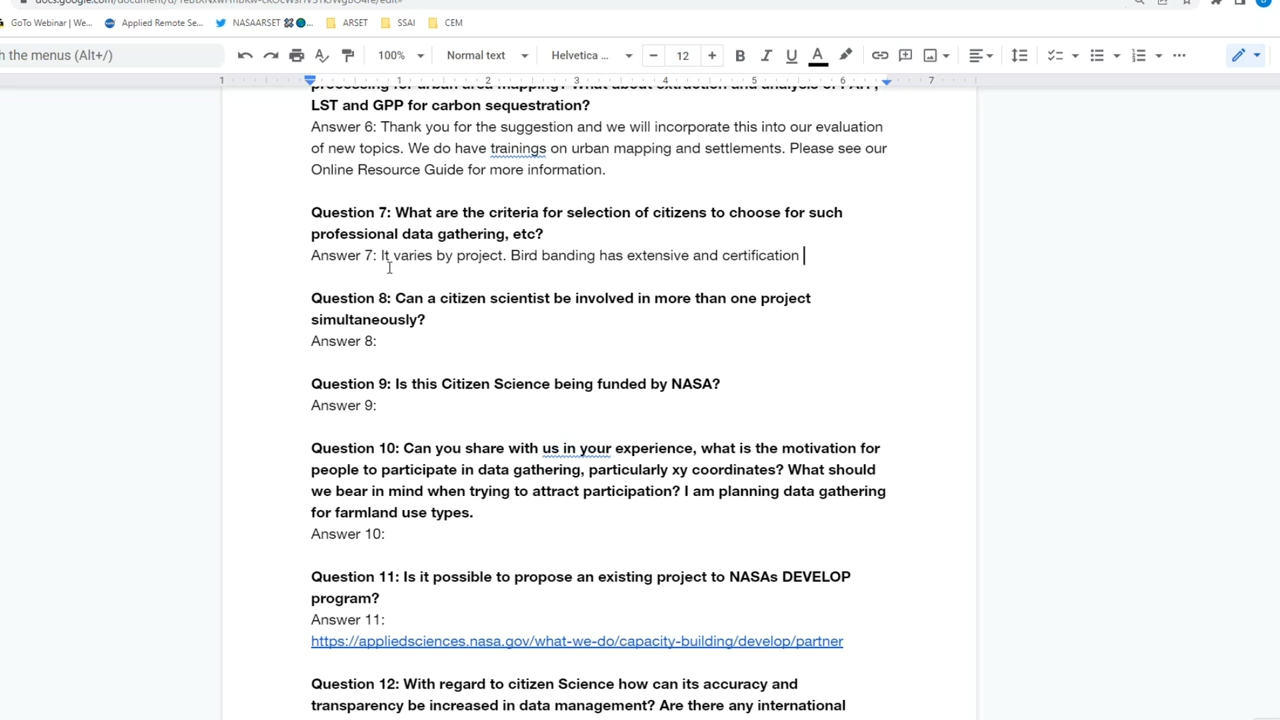 GoTo Webinar | We...
Applied Remote Se...
NASAARSET
ARSET
SSAI
CEM
h the menus (Alt+/)
100%
Normal text
Helvetica ...
12
1 1 2 3 4 5 6 7
LST and GPP for carbon sequestration?
Answer 6: Thank you for the suggestion and we will incorporate this into our evaluation
of new topics. We do have trainings on urban mapping and settlements. Please see our
Online Resource Guide for more information.
Question 7: What are the criteria for selection of citizens to choose for such
professional data gathering, etc?
Answer 7: It varies by project. Bird banding has extensive and certification
Question 8: Can a citizen scientist be involved in more than one project
simultaneously?
Answer 8:
Question 9: Is this Citizen Science being funded by NASA?
Answer 9:
Question 10: Can you share with us in your experience, what is the motivation for
people to participate in data gathering, particularly xy coordinates? What should
we bear in mind when trying to attract participation? I am planning data gathering
for farmland use types.
Answer 10:
Question 11: Is it possible to propose an existing project to NASAs DEVELOP
program?
Answer 11:
https://appliedsciences.nasa.gov/what-we-do/capacity-building/develop/partner
Question 12: With regard to citizen Science how can its accuracy and
transparency be increased in data management? Are there any international